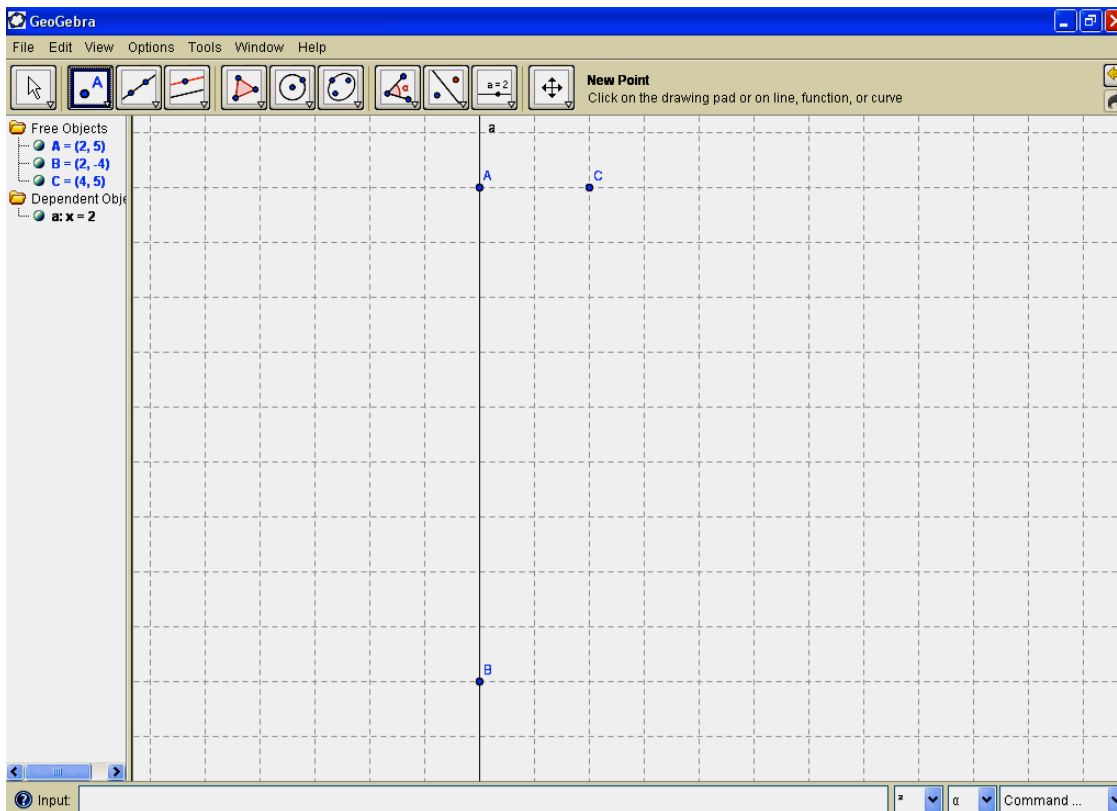 GeoGebra
File Edit View Options Tools Window Help
A
α
a=2
New Point
Click on the drawing pad or on line, function, or curve
Free Objects
A = (2, 5)
B = (2, -4)
C = (4, 5)
Dependent Obje
a: x = 2
a
A
C
B
Input:
²
α
Command ...